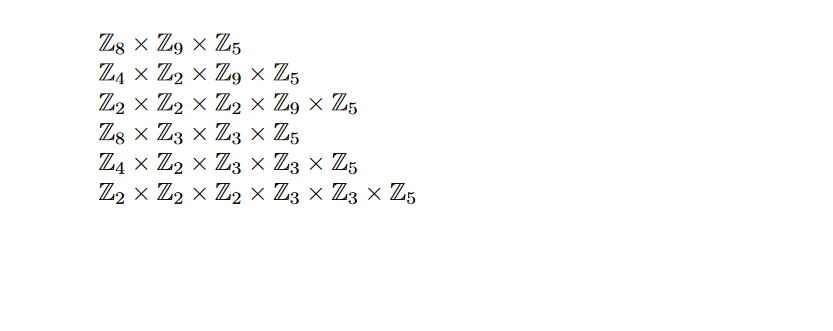 ℤ₈ × ℤ₉ × ℤ₅
ℤ₄ × ℤ₂ × ℤ₉ × ℤ₅
ℤ₂ × ℤ₂ × ℤ₂ × ℤ₉ × ℤ₅
ℤ₈ × ℤ₃ × ℤ₃ × ℤ₅
ℤ₄ × ℤ₂ × ℤ₃ × ℤ₃ × ℤ₅
ℤ₂ × ℤ₂ × ℤ₂ × ℤ₃ × ℤ₃ × ℤ₅